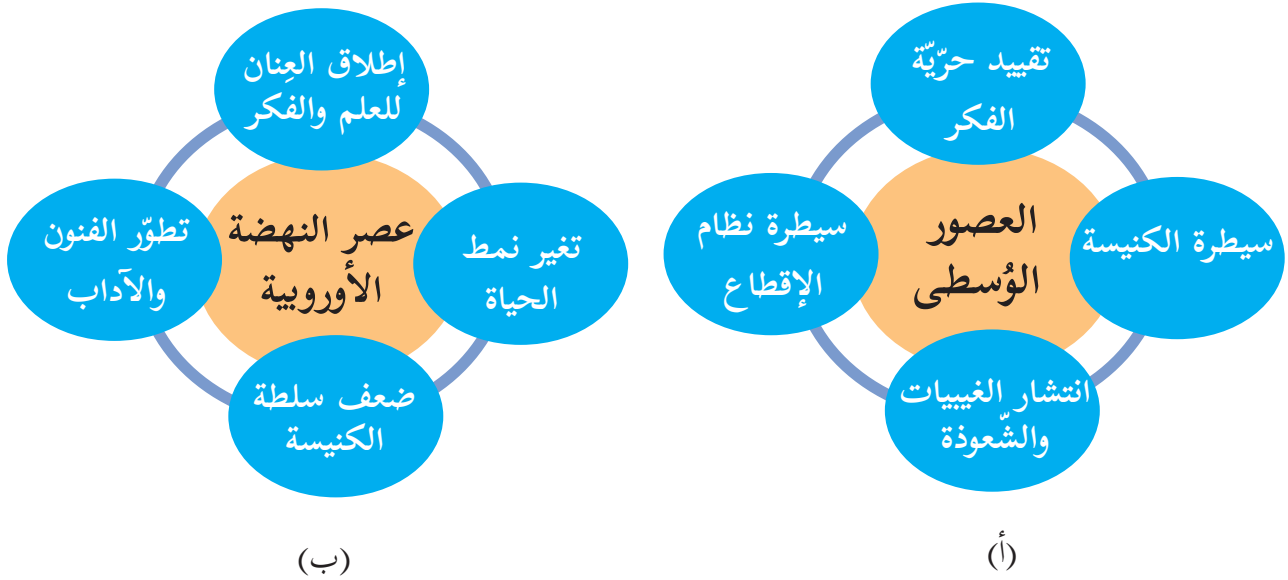 تقييد حرّيّة
الفكر
سيطرة الكنيسة
العصور
الوُسطى
سيطرة نظام
الإقطاع
انتشار الغيبيات
والشّعوذة
(أ)
إطلاق العِنان
للعلم والفكر
تغير نمط
الحياة
عصر النهضة
الأوروبية
تطوّر الفنون
والآداب
ضعف سلطة
الكنيسة
(ب)